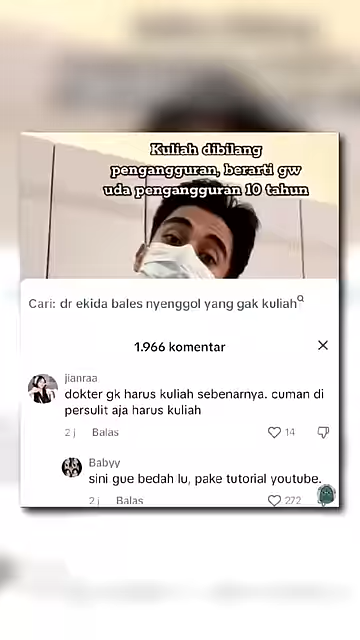 Kuliah dibilang
pengangguran, berarti gw
uda pengangguran 10 tahun
Cari: dr ekida bales nyenggol yang gak kuliah
1.966 komentar
jianraa
dokter gk harus kuliah sebenarnya. cuman di
persulit aja harus kuliah
2 j Balas 14
Babyy
sini gue bedah lu, pake tutorial youtube.
2 j Balas 272